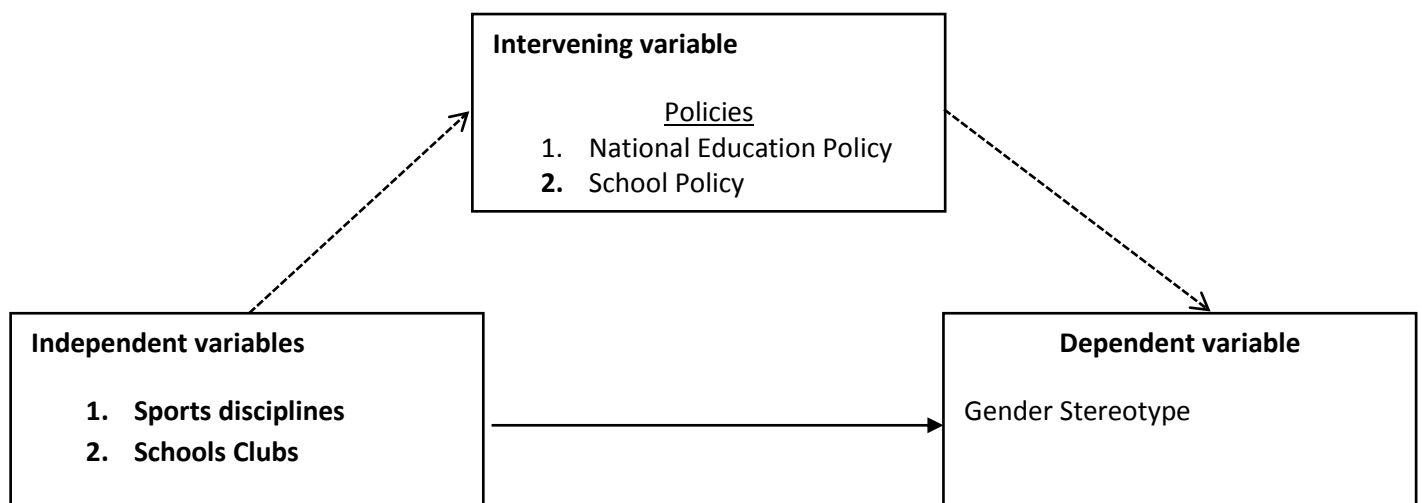 Intervening variable
Policies
1. National Education Policy
2. School Policy
Independent variables
1. Sports disciplines
2. Schools Clubs
Dependent variable
Gender Stereotype